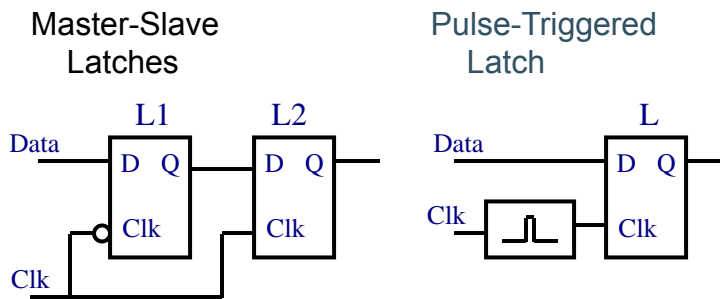 Master-Slave
Latches
Pulse-Triggered
Latch
L1
L2
Data
D Q
D Q
Clk
Clk
Clk
L
Data
D Q
Clk
Clk